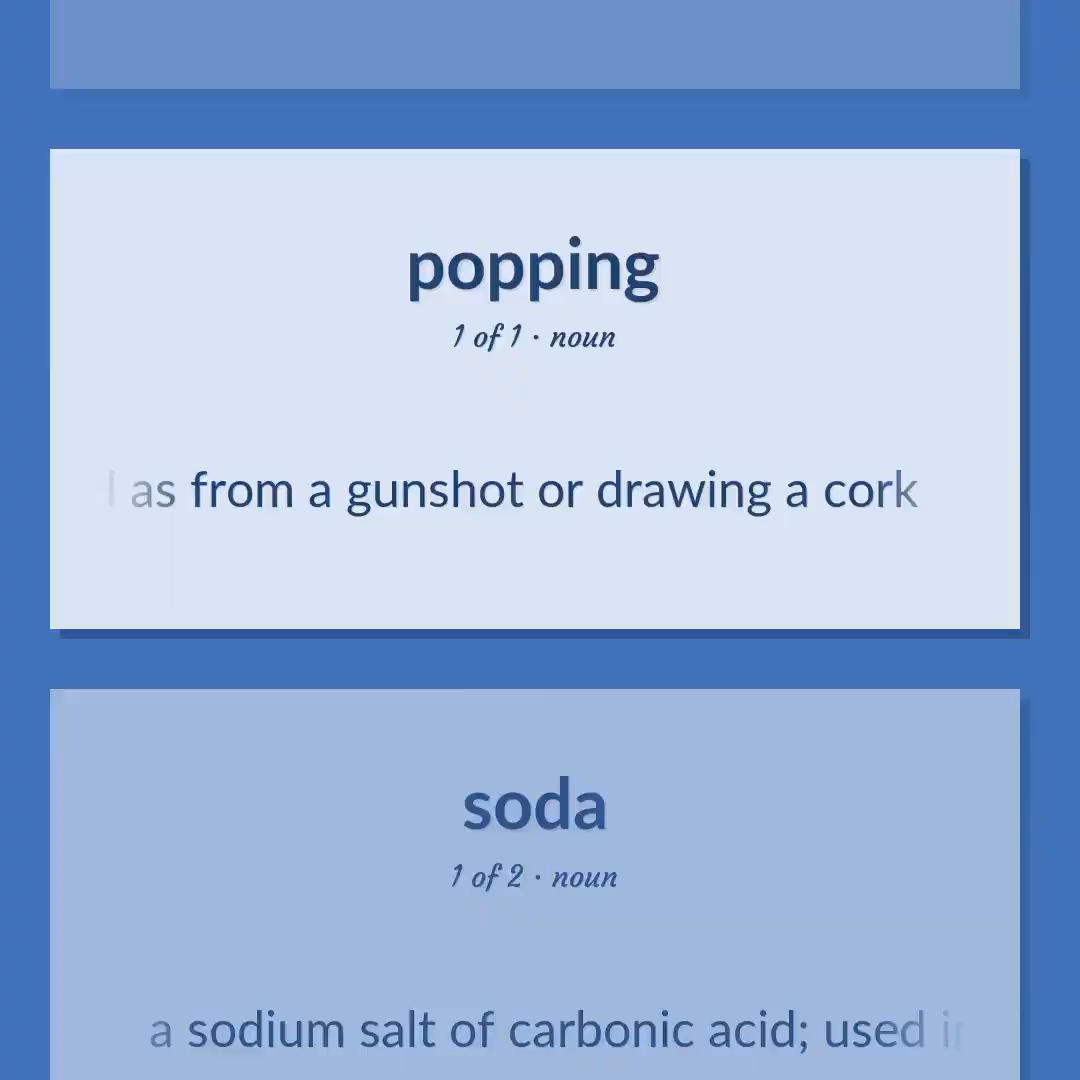 popping
1 of 1 · noun
as from a gunshot or drawing a cork
soda
1 of 2 · noun
a sodium salt of carbonic acid; used